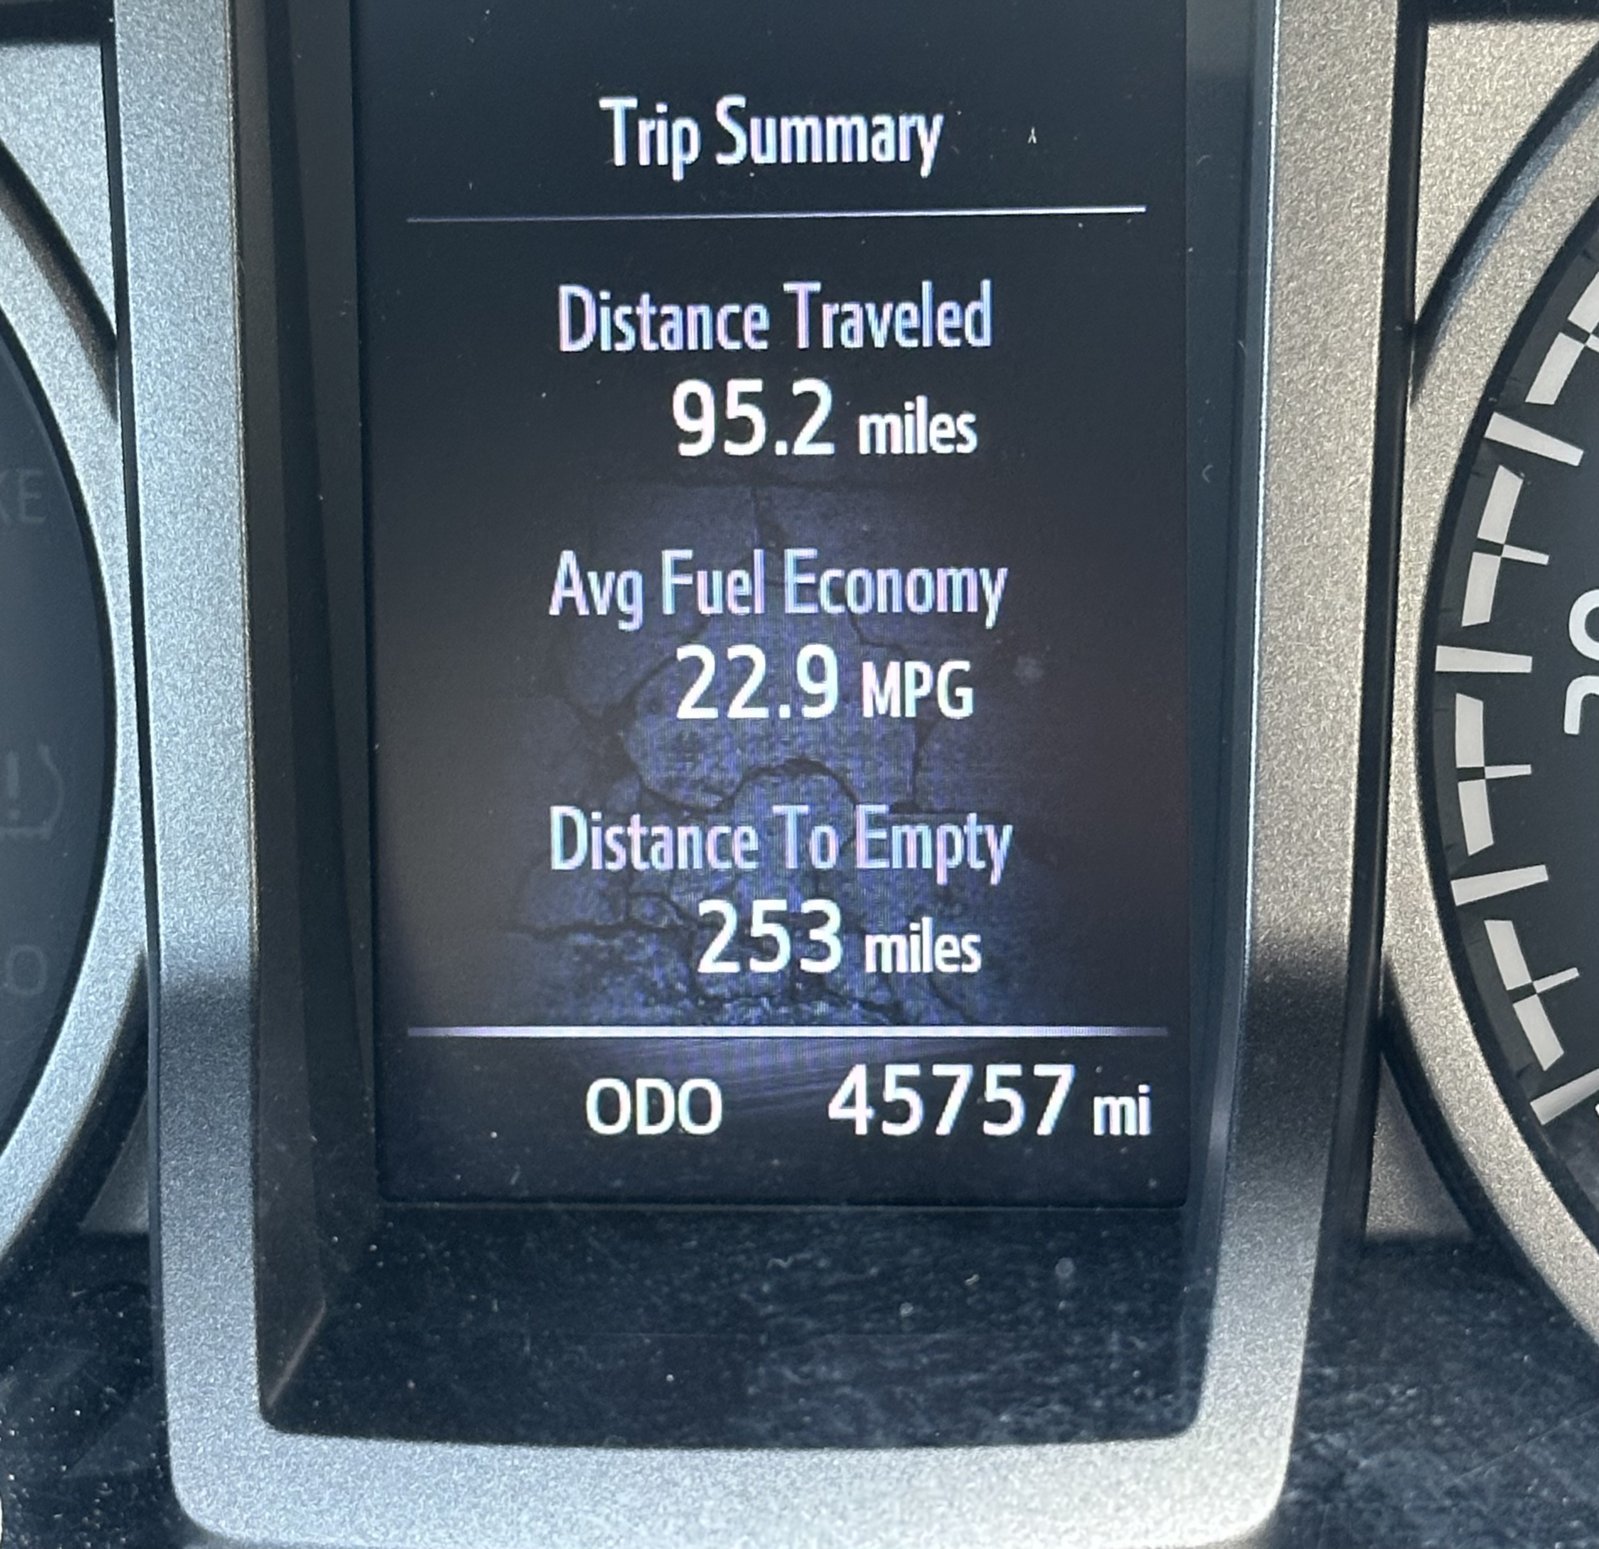 Trip Summary
Distance Traveled
95.2 miles
Avg Fuel Economy
22.9 MPG
Distance To Empty
253 miles
ODO 45757 mi